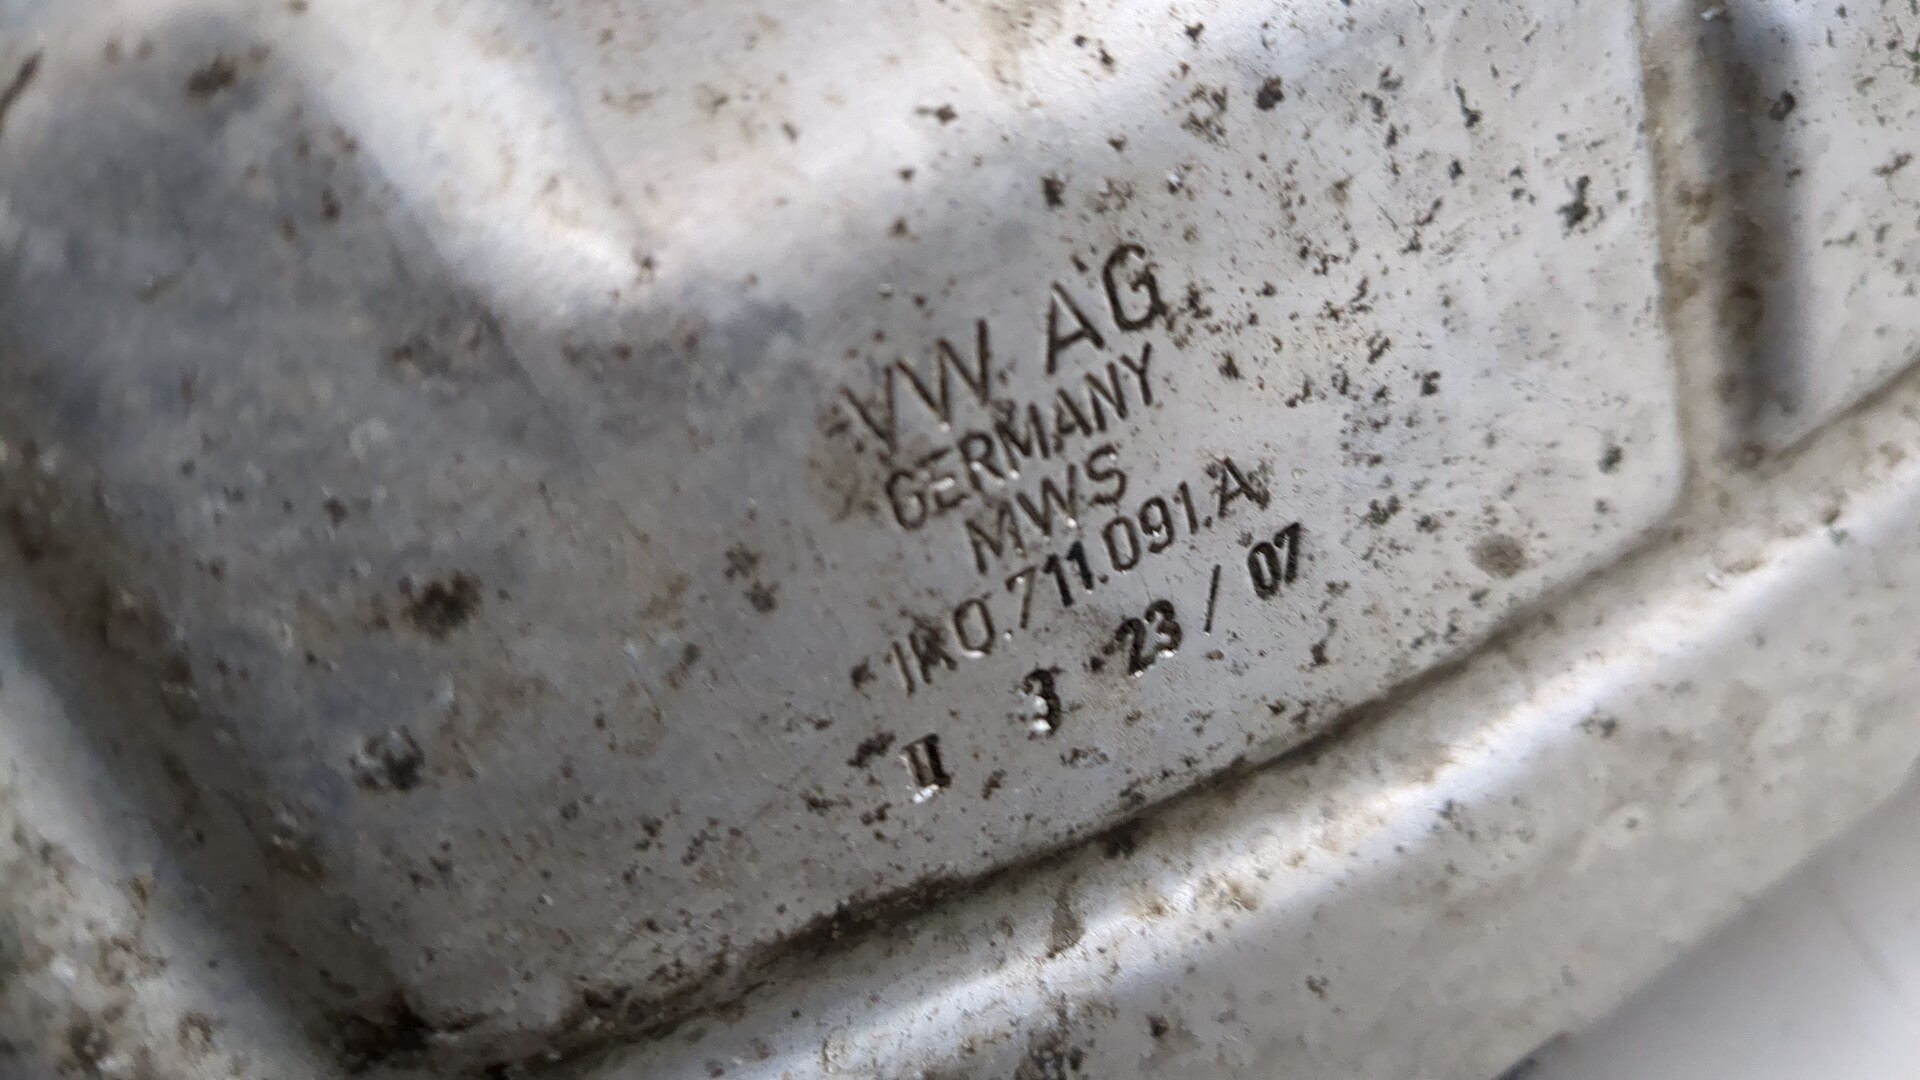 VW AG
GERMANY
MWS
1K0.711.091.A
II 3 23 / 07